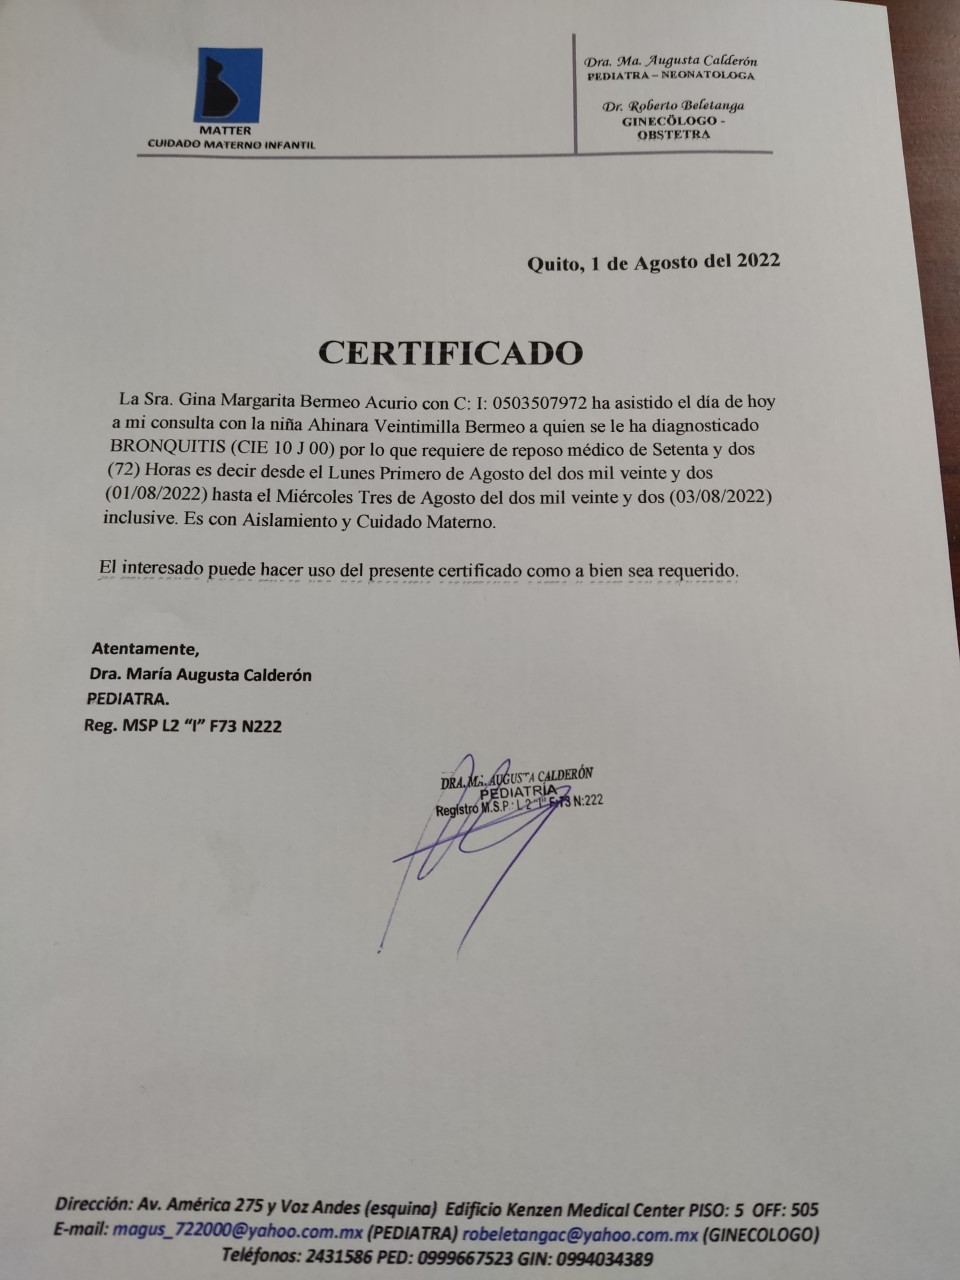 MATTER
CUIDADO MATERNO INFANTIL
Dra. Ma. Augusta Calderón
PEDIATRA – NEONATOLOGA
Dr. Roberto Beletanga
GINECÓLOGO -
OBSTETRA
Quito, 1 de Agosto del 2022
CERTIFICADO
La Sra. Gina Margarita Bermeo Acurio con C: I: 0503507972 ha asistido el día de hoy
a mi consulta con la niña Ahinara Veintimilla Bermeo a quien se le ha diagnosticado
BRONQUITIS (CIE 10 J 00) por lo que requiere de reposo médico de Setenta y dos
(72) Horas es decir desde el Lunes Primero de Agosto del dos mil veinte y dos
(01/08/2022) hasta el Miércoles Tres de Agosto del dos mil veinte y dos (03/08/2022)
inclusive. Es con Aislamiento y Cuidado Materno.
El interesado puede hacer uso del presente certificado como a bien sea requerido.
Atentamente,
Dra. María Augusta Calderón
PEDIATRA.
Reg. MSP L2 “I” F73 N222
DRA. MA. AUGUSTA CALDERÓN
PEDIATRÍA
Registro M.S.P.: L 2 "I" F:73 N:222
Dirección: Av. América 275 y Voz Andes (esquina) Edificio Kenzen Medical Center PISO: 5 OFF: 505
E-mail: magus_722000@yahoo.com.mx (PEDIATRA) robeletangac@yahoo.com.mx (GINECOLOGO)
Teléfonos: 2431586 PED: 0999667523 GIN: 0994034389